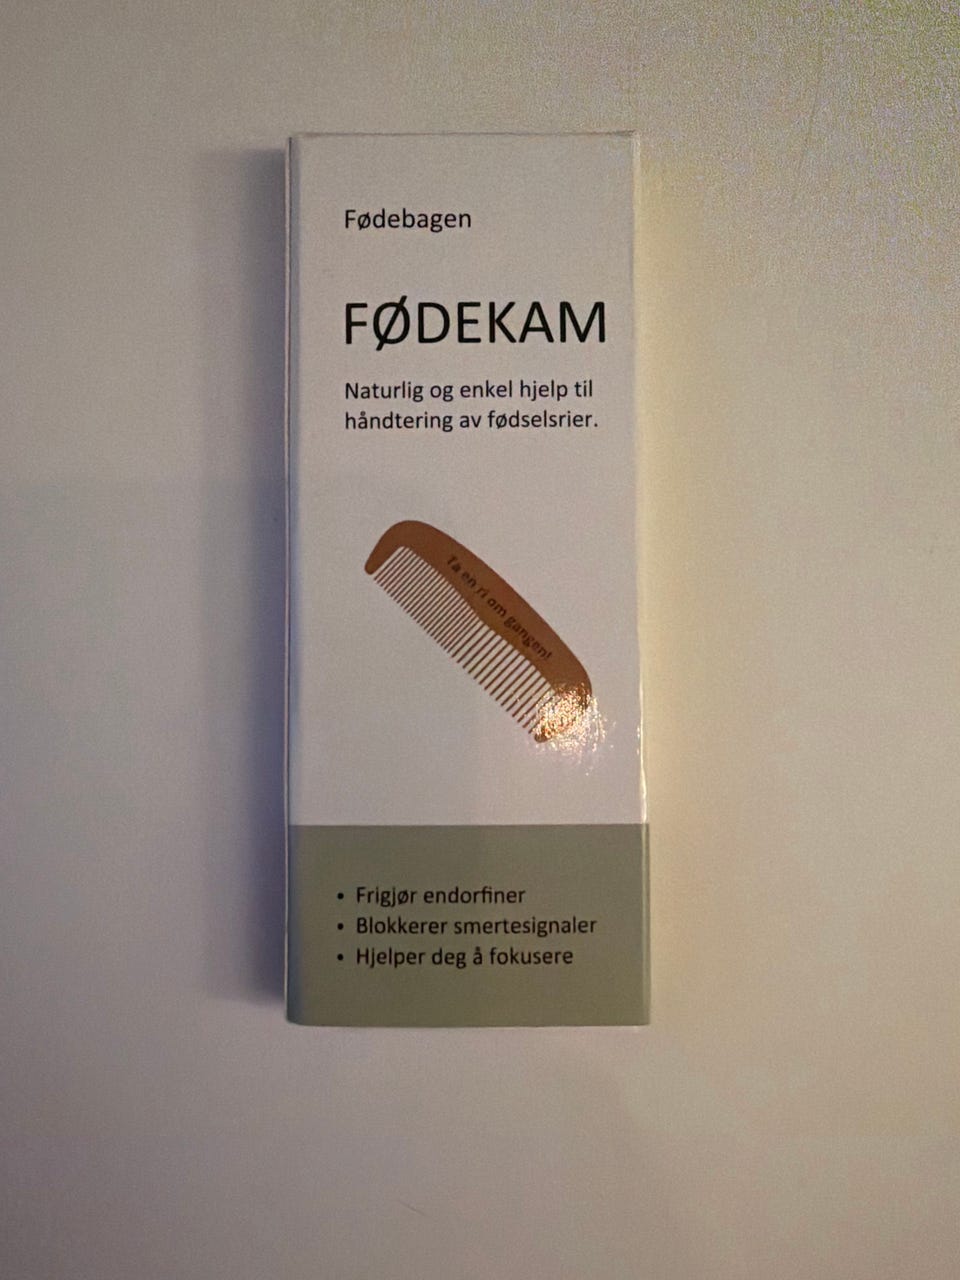 Fødebagen
FØDEKAM
Naturlig og enkel hjelp til
håndtering av fødselsrier.
Ta en ri om gangen!
• Frigjør endorfiner
• Blokkerer smertesignaler
• Hjelper deg å fokusere